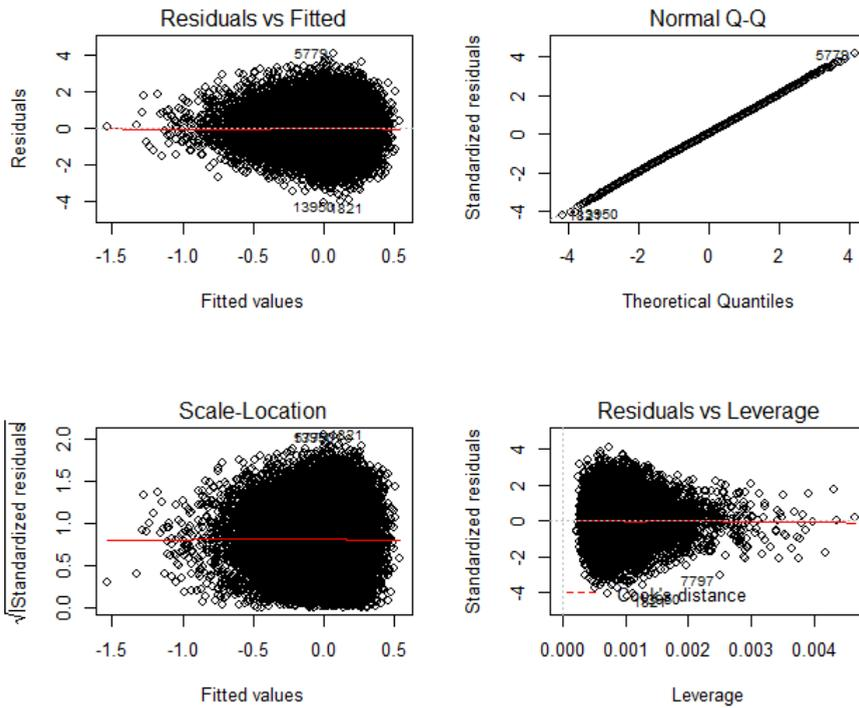 Residuals vs Fitted
Residuals
4
2
0
-2
-4
5779
13950
1821
-1.5 -1.0 -0.5 0.0 0.5
Fitted values
Normal Q-Q
Standardized residuals
4
2
0
-2
-4
5779
13950
-4 -2 0 2 4
Theoretical Quantiles
Scale-Location
√|Standardized residuals|
2.0
1.5
1.0
0.5
0.0
1821
-1.5 -1.0 -0.5 0.0 0.5
Fitted values
Residuals vs Leverage
Standardized residuals
4
2
0
-2
-4
7797
Cook's distance
0.000 0.001 0.002 0.003 0.004
Leverage